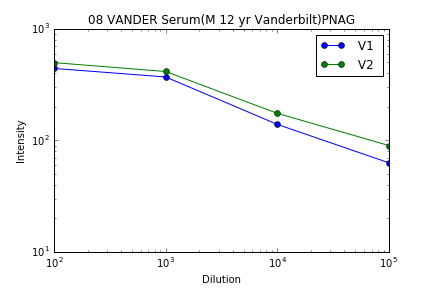 08 VANDER Serum(M 12 yr Vanderbilt)PNAG
10³
V1
V2
10²
Intensity
10¹
10² 10³ 10⁴ 10⁵
Dilution